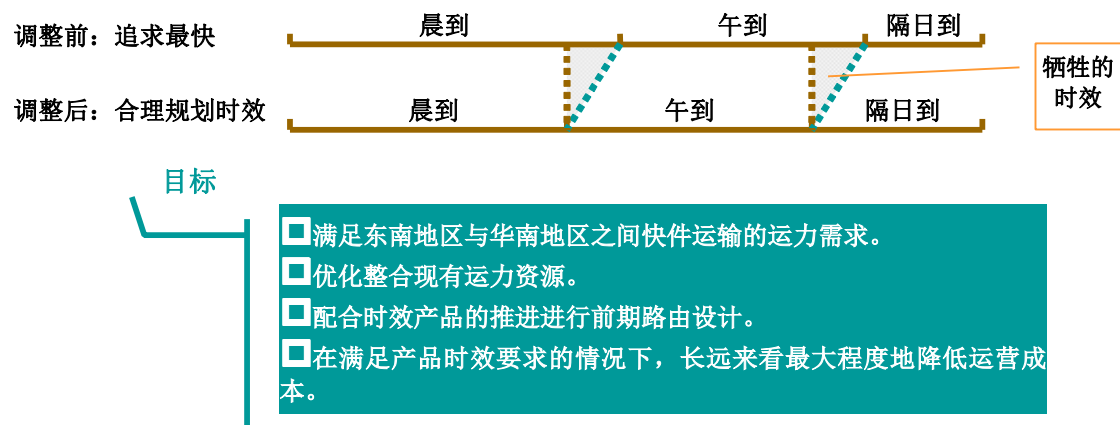 调整前：追求最快
晨到
午到
隔日到
牺牲的
时效
调整后：合理规划时效
晨到
午到
隔日到
目标
满足东南地区与华南地区之间快件运输的运力需求。
优化整合现有运力资源。
配合时效产品的推进进行前期路由设计。
在满足产品时效要求的情况下，长远来看最大程度地降低运营成
本。